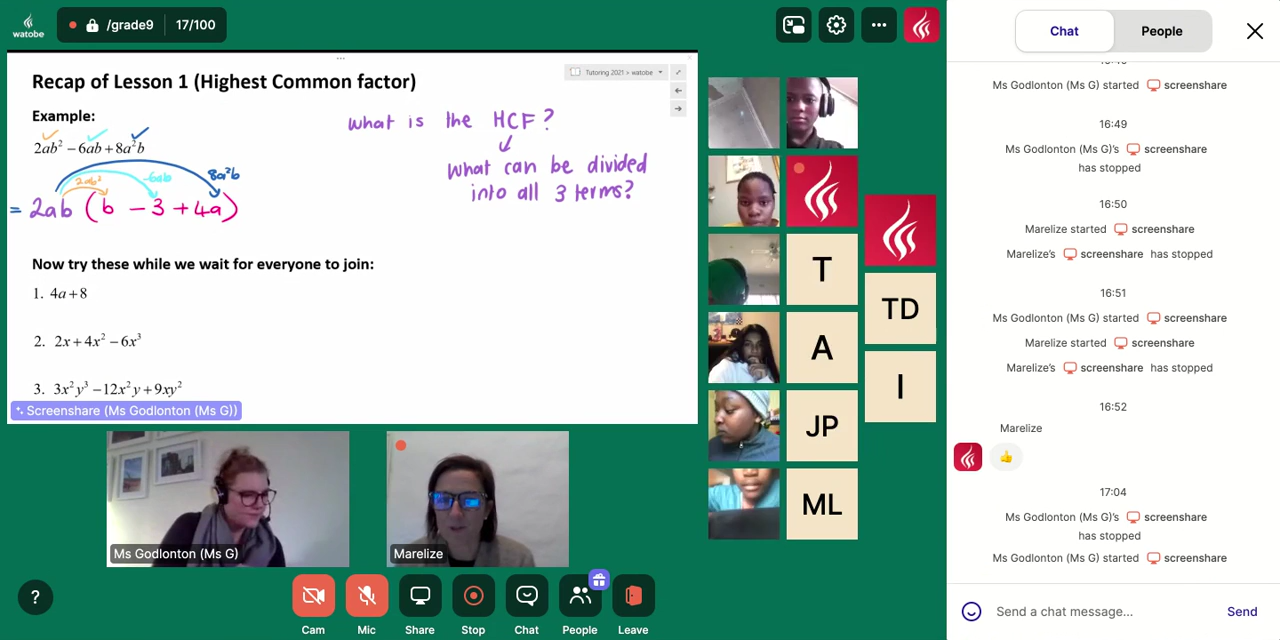 watobe
/grade9
17/100
Recap of Lesson 1 (Highest Common factor)
Tutoring 2021 > watobe
Example:
2ab² − 6ab + 8a²b
2ab²
-6ab
8a²b
= 2ab (b − 3 + 4a)
What is the HCF?
What can be divided
into all 3 terms?
Now try these while we wait for everyone to join:
1. 4a + 8
2. 2x + 4x² − 6x³
3. 3x²y³ − 12x²y + 9xy²
Screenshare (Ms Godlonton (Ms G))
Ms Godlonton (Ms G)
Marelize
T
A
JP
ML
TD
I
?
Cam
Mic
Share
Stop
Chat
People
Leave
Chat
People
Ms Godlonton (Ms G) started screenshare
16:49
Ms Godlonton (Ms G)'s screenshare
has stopped
16:50
Marelize started screenshare
Marelize's screenshare has stopped
16:51
Ms Godlonton (Ms G) started screenshare
Marelize started screenshare
Marelize's screenshare has stopped
16:52
Marelize
👍
17:04
Ms Godlonton (Ms G)'s screenshare
has stopped
Ms Godlonton (Ms G) started screenshare
Send a chat message...
Send